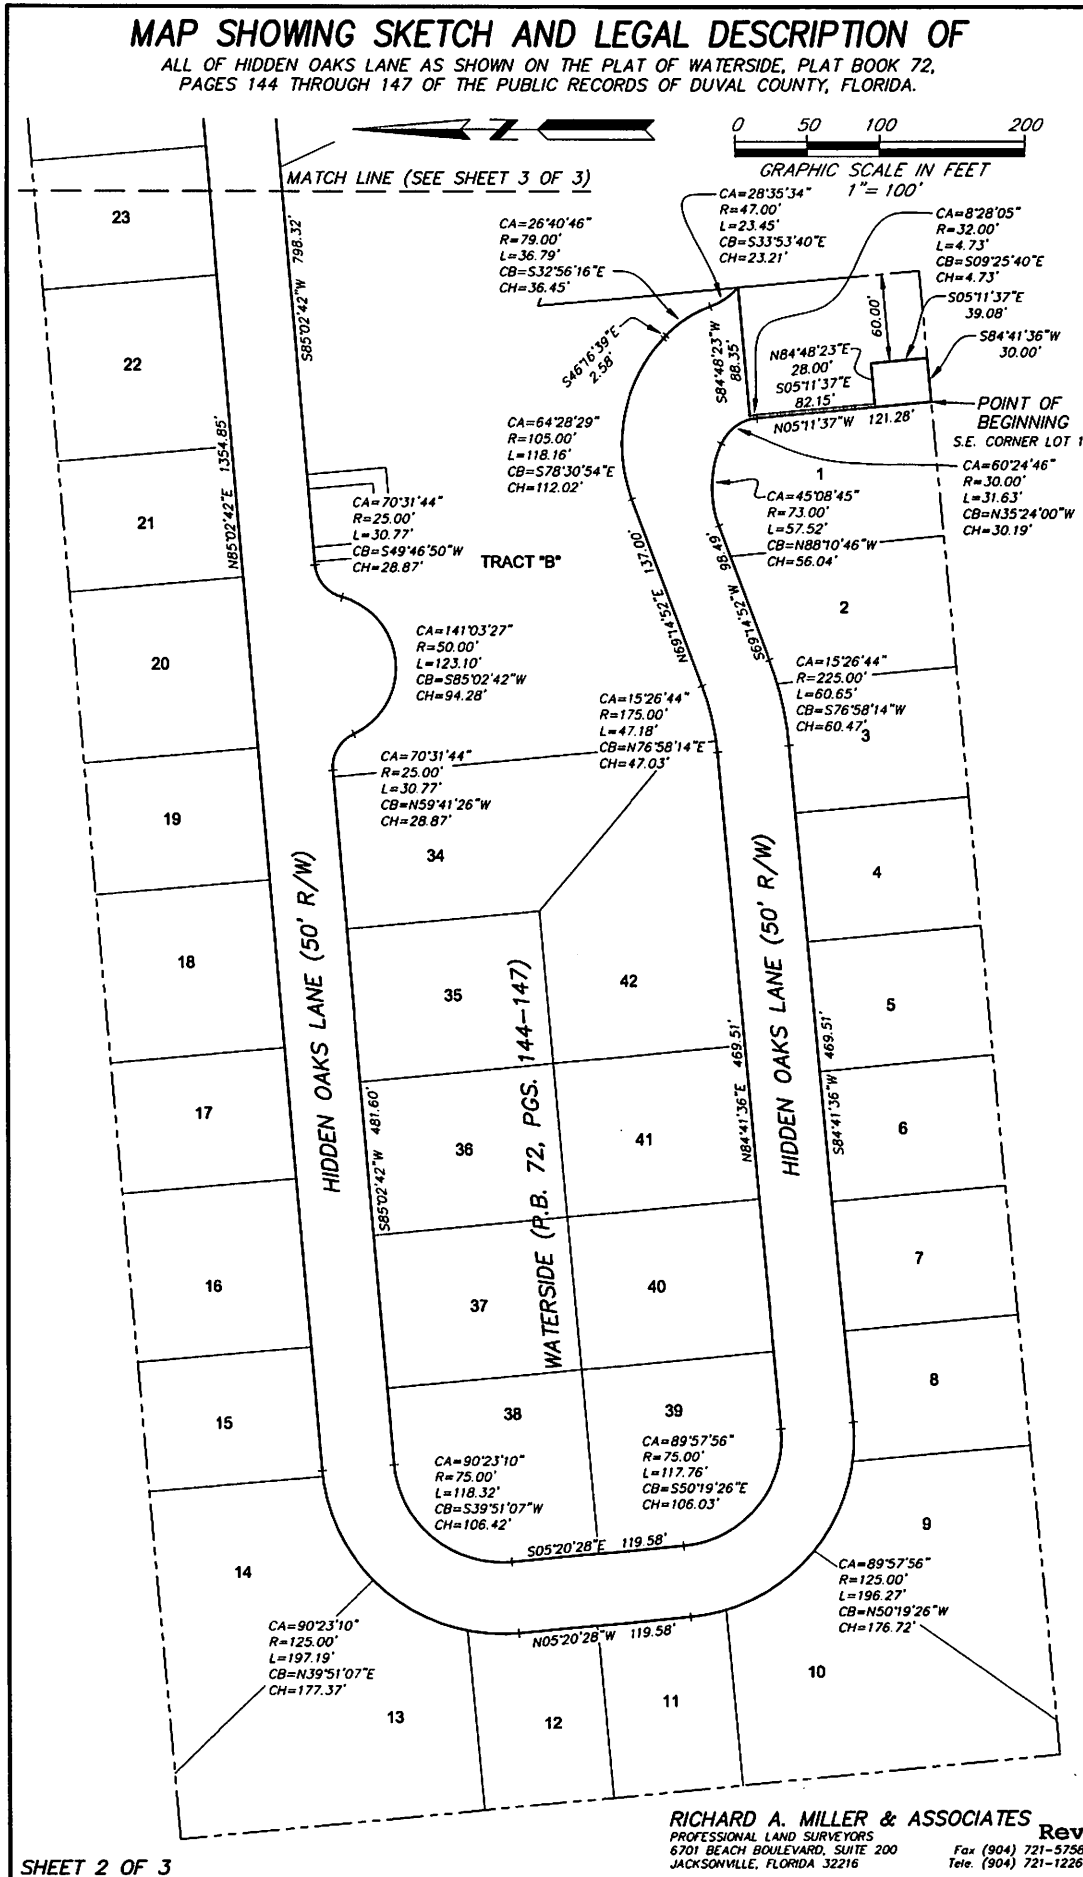 MAP SHOWING SKETCH AND LEGAL DESCRIPTION OF
ALL OF HIDDEN OAKS LANE AS SHOWN ON THE PLAT OF WATERSIDE, PLAT BOOK 72,
PAGES 144 THROUGH 147 OF THE PUBLIC RECORDS OF DUVAL COUNTY, FLORIDA.
N
0 100 200
GRAPHIC SCALE IN FEET
1"= 100'
MATCH LINE (SEE SHEET 3 OF 3)
CA=26°40'46"
R=79.00'
L=36.79'
CB=S32°56'16"E
CH=36.45'
CA=28°35'34"
R=47.00'
L=23.45'
CB=S33°53'40"E
CH=23.21'
CA=8°28'05"
R=32.00'
L=4.73'
CB=S09°25'40"E
CH=4.73'
S05°11'37"E
39.08'
S84°41'36"W
30.00'
60.00'
N84°48'23"E
28.00'
S05°11'37"E
82.15'
N05°11'37"W 121.28'
POINT OF
BEGINNING
S.E. CORNER LOT 1
S84°48'23"W
88.35'
S46°16'39"E
2.58'
CA=64°28'29"
R=105.00'
L=118.16'
CB=S78°30'54"E
CH=112.02'
CA=60°24'46"
R=30.00'
L=31.63'
CB=N35°24'00"W
CH=30.19'
CA=45°08'45"
R=73.00'
L=57.52'
CB=N88°10'46"W
CH=56.04'
S85°02'42"W 798.32'
N85°02'42"E 1354.85'
CA=70°31'44"
R=25.00'
L=30.77'
CB=S49°46'50"W
CH=28.87'
TRACT "B"
N69°14'52"E 137.00'
S69°14'52"W 98.49'
CA=141°03'27"
R=50.00'
L=123.10'
CB=S85°02'42"W
CH=94.28'
CA=15°26'44"
R=175.00'
L=47.18'
CB=N76°58'14"E
CH=47.03'
CA=15°26'44"
R=225.00'
L=60.65'
CB=S76°58'14"W
CH=60.47'
CA=70°31'44"
R=25.00'
L=30.77'
CB=N59°41'26"W
CH=28.87'
23
22
21
20
19
18
17
16
15
14
13
12
11
10
9
8
7
6
5
4
3
2
1
34
35
36
37
38
39
40
41
42
HIDDEN OAKS LANE (50' R/W)
S85°02'42"W 481.60'
WATERSIDE (P.B. 72, PGS. 144-147)
N84°41'36"E 469.51'
HIDDEN OAKS LANE (50' R/W)
S84°41'36"W 469.51'
CA=90°23'10"
R=75.00'
L=118.32'
CB=S39°51'07"W
CH=106.42'
CA=89°57'56"
R=75.00'
L=117.76'
CB=S50°19'26"E
CH=106.03'
S05°20'28"E 119.58'
N05°20'28"W 119.58'
CA=90°23'10"
R=125.00'
L=197.19'
CB=N39°51'07"E
CH=177.37'
CA=89°57'56"
R=125.00'
L=196.27'
CB=N50°19'26"W
CH=176.72'
RICHARD A. MILLER & ASSOCIATES
PROFESSIONAL LAND SURVEYORS
6701 BEACH BOULEVARD, SUITE 200
JACKSONVILLE, FLORIDA 32216
Rev
Fax (904) 721-5758
Tele. (904) 721-1226
SHEET 2 OF 3